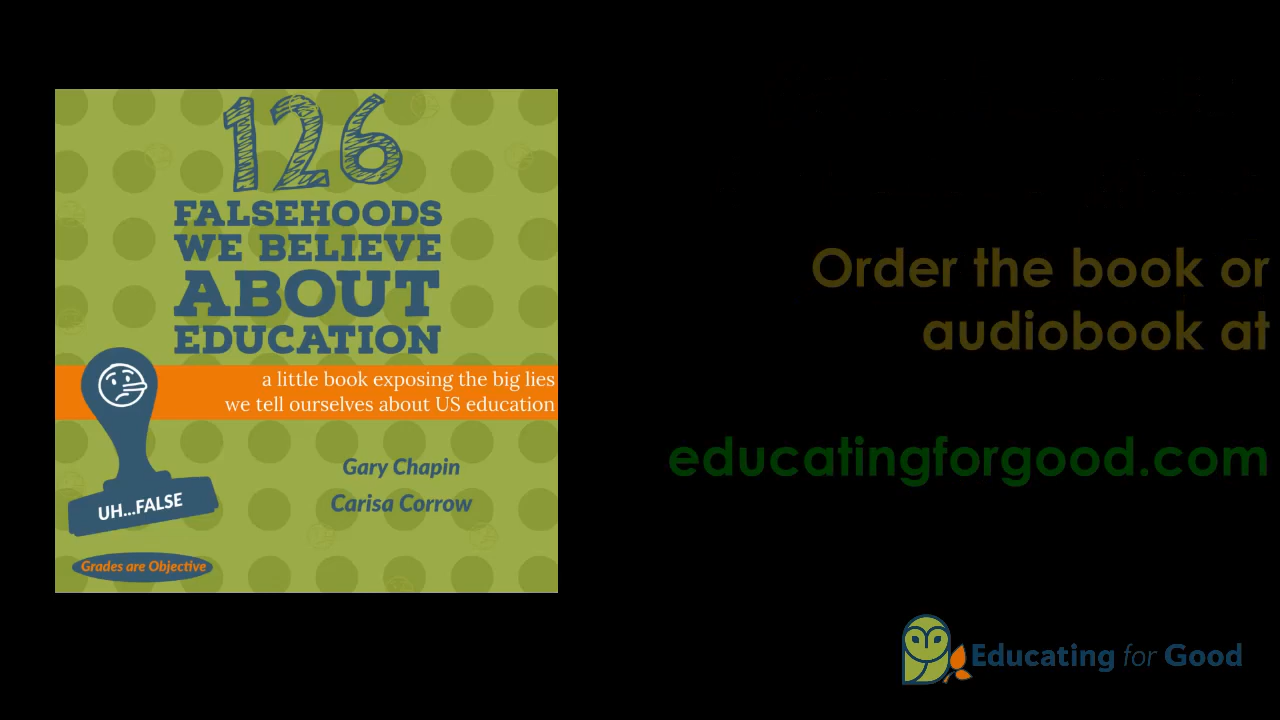 126
FALSEHOODS
WE BELIEVE
ABOUT
EDUCATION
a little book exposing the big lies
we tell ourselves about US education
Gary Chapin
Carisa Corrow
UH...FALSE
Grades are Objective
Order the book or
audiobook at
educatingforgood.com
Educating for Good